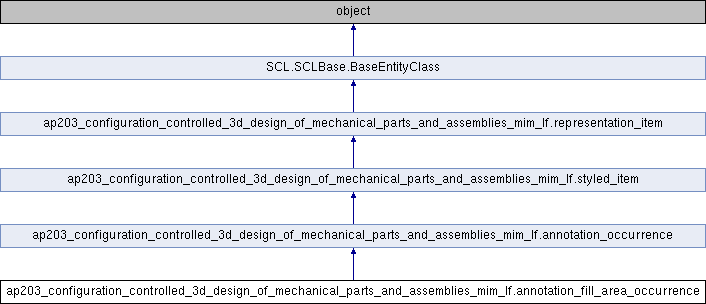 object
SCL.SCLBase.BaseEntityClass
ap203_configuration_controlled_3d_design_of_mechanical_parts_and_assemblies_mim_lf.representation_item
ap203_configuration_controlled_3d_design_of_mechanical_parts_and_assemblies_mim_lf.styled_item
ap203_configuration_controlled_3d_design_of_mechanical_parts_and_assemblies_mim_lf.annotation_occurrence
ap203_configuration_controlled_3d_design_of_mechanical_parts_and_assemblies_mim_lf.annotation_fill_area_occurrence